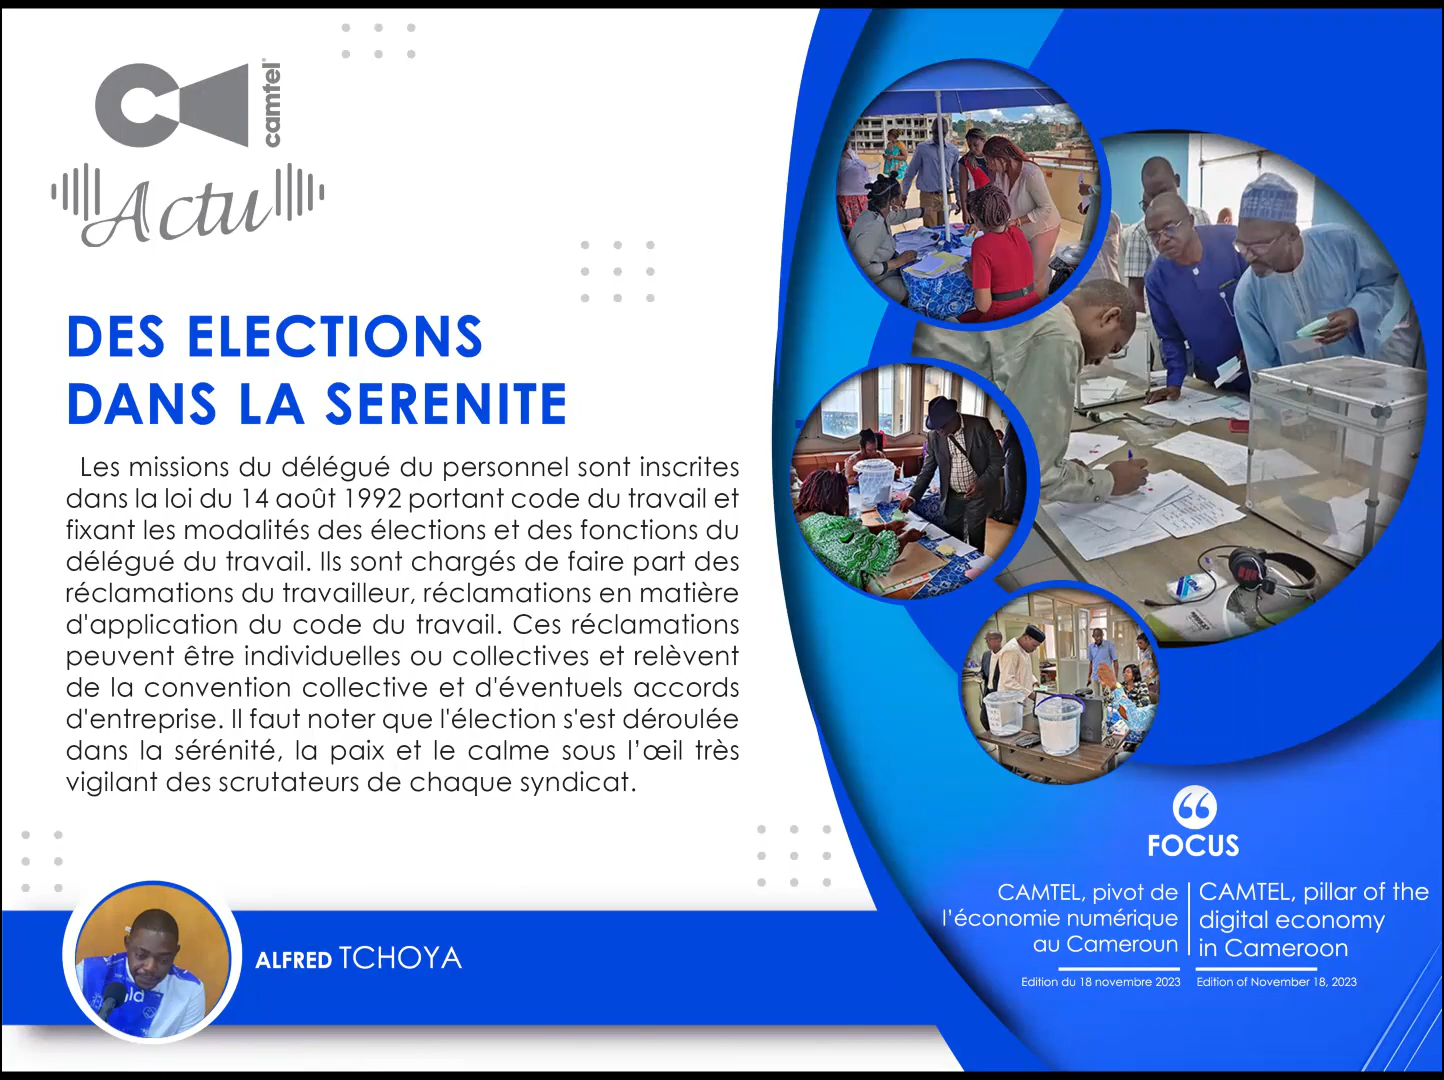 camtel
Actu
DES ELECTIONS
DANS LA SERENITE
Les missions du délégué du personnel sont inscrites
dans la loi du 14 août 1992 portant code du travail et
fixant les modalités des élections et des fonctions du
délégué du travail. Ils sont chargés de faire part des
réclamations du travailleur, réclamations en matière
d'application du code du travail. Ces réclamations
peuvent être individuelles ou collectives et relèvent
de la convention collective et d'éventuels accords
d'entreprise. Il faut noter que l'élection s'est déroulée
dans la sérénité, la paix et le calme sous l’œil très
vigilant des scrutateurs de chaque syndicat.
ALFRED TCHOYA
FOCUS
CAMTEL, pivot de
l’économie numérique
au Cameroun
Edition du 18 novembre 2023
CAMTEL, pillar of the
digital economy
in Cameroon
Edition of November 18, 2023